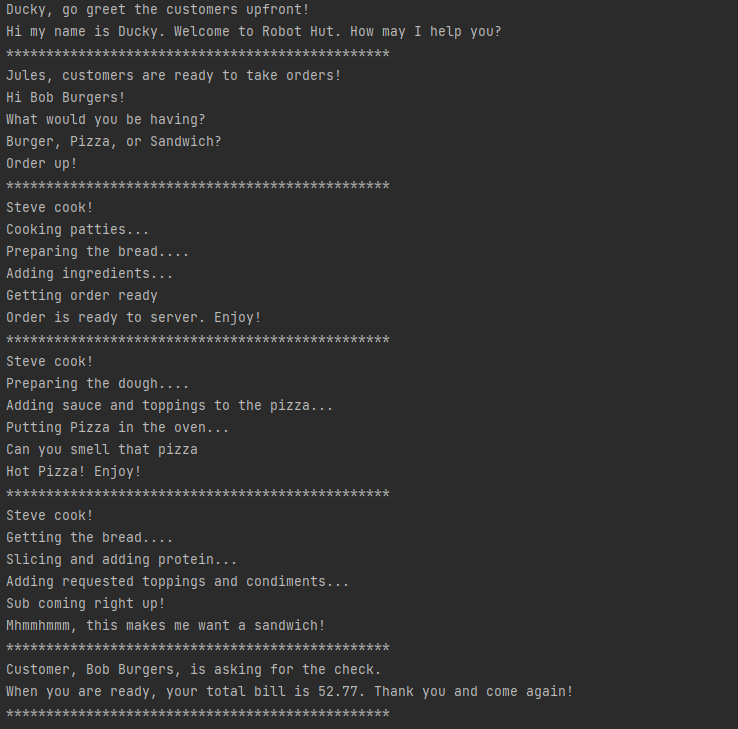 Ducky, go greet the customers upfront!
Hi my name is Ducky. Welcome to Robot Hut. How may I help you?
************************************************
Jules, customers are ready to take orders!
Hi Bob Burgers!
What would you be having?
Burger, Pizza, or Sandwich?
Order up!
************************************************
Steve cook!
Cooking patties...
Preparing the bread....
Adding ingredients...
Getting order ready
Order is ready to server. Enjoy!
************************************************
Steve cook!
Preparing the dough....
Adding sauce and toppings to the pizza...
Putting Pizza in the oven...
Can you smell that pizza
Hot Pizza! Enjoy!
************************************************
Steve cook!
Getting the bread....
Slicing and adding protein...
Adding requested toppings and condiments...
Sub coming right up!
Mhmmhmmm, this makes me want a sandwich!
************************************************
Customer, Bob Burgers, is asking for the check.
When you are ready, your total bill is 52.77. Thank you and come again!
************************************************